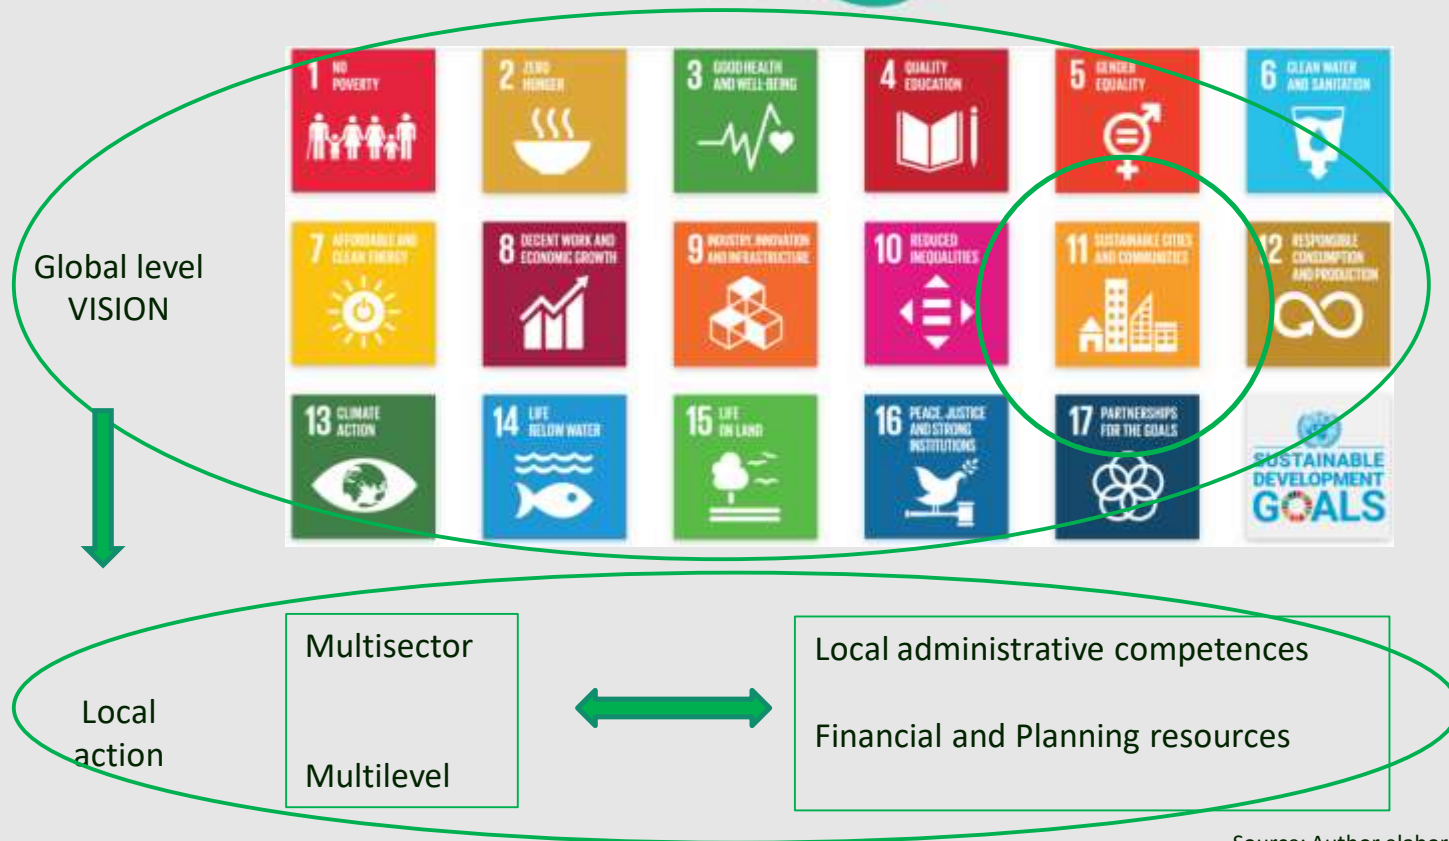 1 NO
POVERTY
2 ZERO
HUNGER
3 GOOD HEALTH
AND WELL-BEING
4 QUALITY
EDUCATION
5 GENDER
EQUALITY
6 CLEAN WATER
AND SANITATION
Global level
VISION
7 AFFORDABLE AND
CLEAN ENERGY
8 DECENT WORK AND
ECONOMIC GROWTH
9 INDUSTRY, INNOVATION
AND INFRASTRUCTURE
10 REDUCED
INEQUALITIES
11 SUSTAINABLE CITIES
AND COMMUNITIES
12 RESPONSIBLE
CONSUMPTION
AND PRODUCTION
13 CLIMATE
ACTION
14 LIFE
BELOW WATER
15 LIFE
ON LAND
16 PEACE, JUSTICE
AND STRONG
INSTITUTIONS
17 PARTNERSHIPS
FOR THE GOALS
SUSTAINABLE
DEVELOPMENT
GOALS
Local
action
Multisector
Multilevel
Local administrative competences
Financial and Planning resources
Source: Author